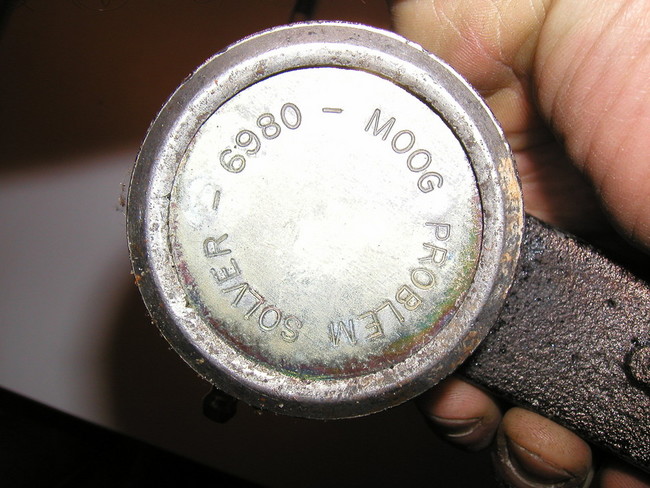 MOOG PROBLEM SOLVER - 6980 -